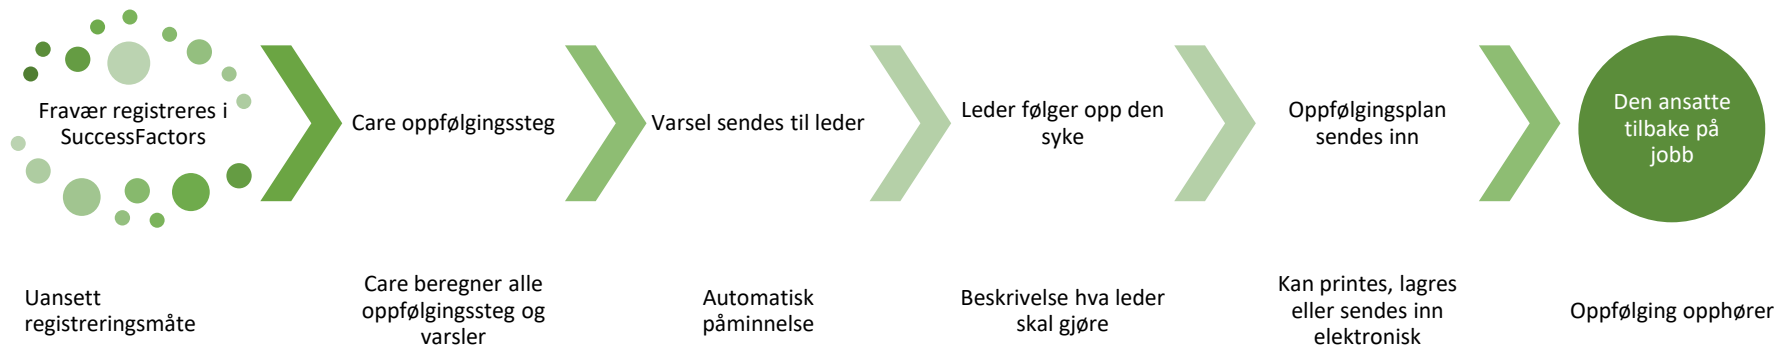 Fravær registreres i
SuccessFactors
Care oppfølgingssteg
Varsel sendes til leder
Leder følger opp den
syke
Oppfølgingsplan
sendes inn
Den ansatte
tilbake på
jobb
Uansett
registreringsmåte
Care beregner alle
oppfølgingssteg og
varsler
Automatisk
påminnelse
Beskrivelse hva leder
skal gjøre
Kan printes, lagres
eller sendes inn
elektronisk
Oppfølging opphører